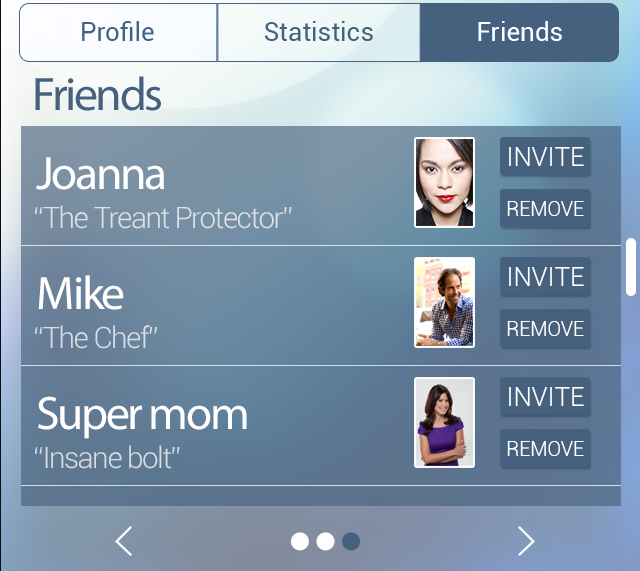 Profile
Statistics
Friends
Friends
Joanna
“The Treant Protector”
INVITE
REMOVE
Mike
“The Chef”
INVITE
REMOVE
Super mom
“Insane bolt”
INVITE
REMOVE